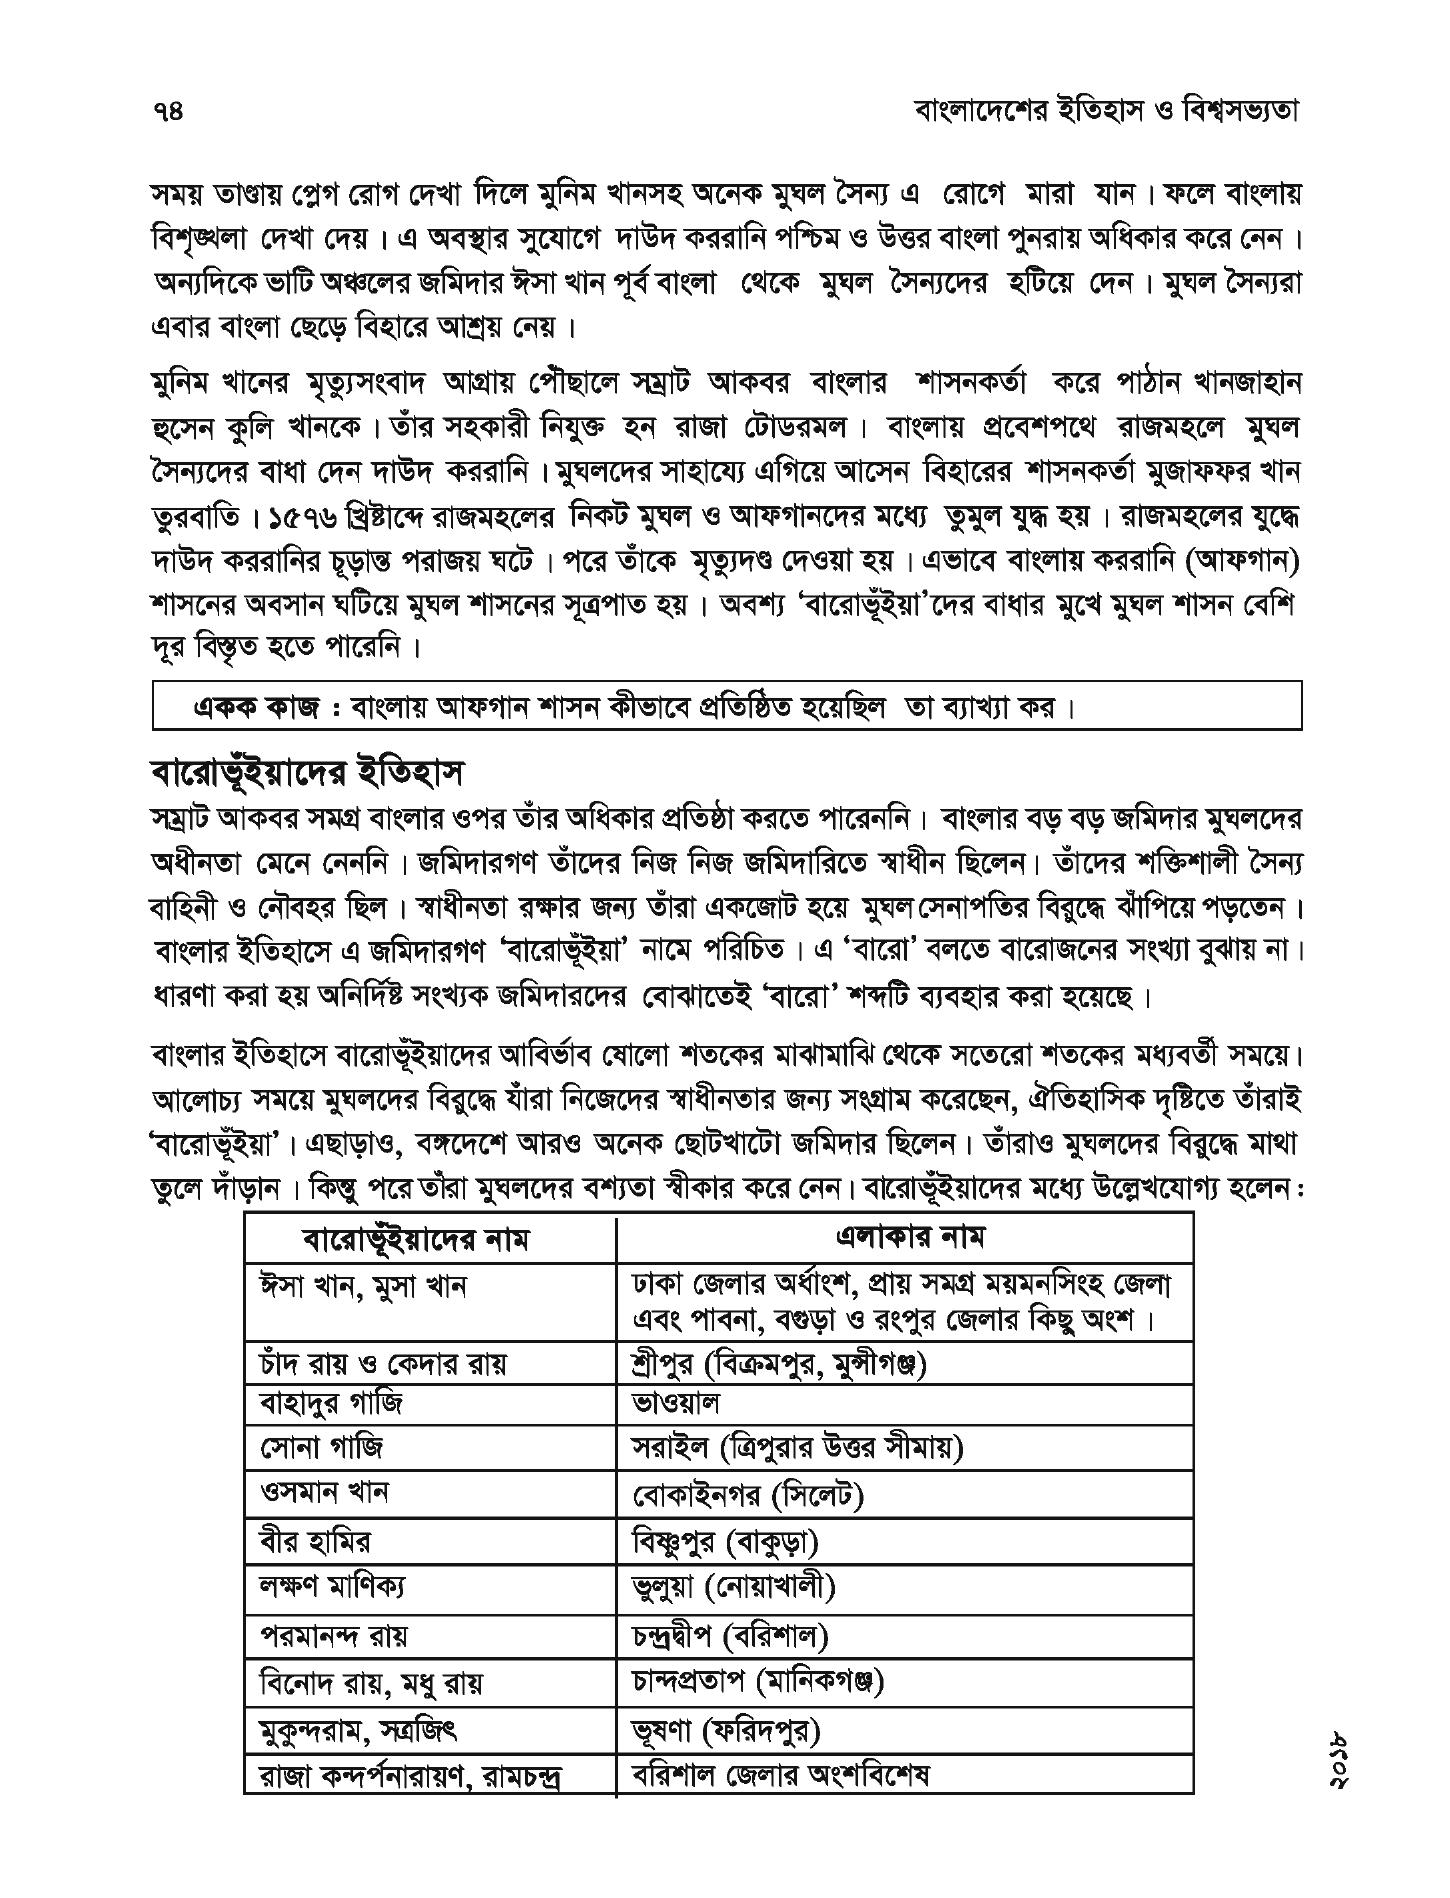 ৭৪ বাংলাদেশের ইতিহাস ও বিশ্বসভ্যতা
সময় তাণ্ডায় প্লেগ রোগ দেখা দিলে মুনিম খানসহ অনেক মুঘল সৈন্য এ রোগে মারা যান। ফলে বাংলায়
বিশৃঙ্খলা দেখা দেয়। এ অবস্থার সুযোগে দাউদ কররানি পশ্চিম ও উত্তর বাংলা পুনরায় অধিকার করে নেন।
অন্যদিকে ভাটি অঞ্চলের জমিদার ঈসা খান পূর্ব বাংলা থেকে মুঘল সৈন্যদের হটিয়ে দেন। মুঘল সৈন্যরা
এবার বাংলা ছেড়ে বিহারে আশ্রয় নেয়।
মুনিম খানের মৃত্যুসংবাদ আগ্রায় পৌঁছালে সম্রাট আকবর বাংলার শাসনকর্তা করে পাঠান খানজাহান
হুসেন কুলি খানকে। তাঁর সহকারী নিযুক্ত হন রাজা টোডরমল। বাংলায় প্রবেশপথে রাজমহলে মুঘল
সৈন্যদের বাধা দেন দাউদ কররানি। মুঘলদের সাহায্যে এগিয়ে আসেন বিহারের শাসনকর্তা মুজাফফর খান
তুরবাতি। ১৫৭৬ খ্রিষ্টাব্দে রাজমহলের নিকট মুঘল ও আফগানদের মধ্যে তুমুল যুদ্ধ হয়। রাজমহলের যুদ্ধে
দাউদ কররানির চূড়ান্ত পরাজয় ঘটে। পরে তাঁকে মৃত্যুদণ্ড দেওয়া হয়। এভাবে বাংলায় কররানি (আফগান)
শাসনের অবসান ঘটিয়ে মুঘল শাসনের সূত্রপাত হয়। অবশ্য ‘বারোভূঁইয়া’দের বাধার মুখে মুঘল শাসন বেশি
দূর বিস্তৃত হতে পারেনি।
একক কাজ : বাংলায় আফগান শাসন কীভাবে প্রতিষ্ঠিত হয়েছিল তা ব্যাখ্যা কর।
বারোভূঁইয়াদের ইতিহাস
সম্রাট আকবর সমগ্র বাংলার ওপর তাঁর অধিকার প্রতিষ্ঠা করতে পারেননি। বাংলার বড় বড় জমিদার মুঘলদের
অধীনতা মেনে নেননি। জমিদারগণ তাঁদের নিজ নিজ জমিদারিতে স্বাধীন ছিলেন। তাঁদের শক্তিশালী সৈন্য
বাহিনী ও নৌবহর ছিল। স্বাধীনতা রক্ষার জন্য তাঁরা একজোট হয়ে মুঘল সেনাপতির বিরুদ্ধে ঝাঁপিয়ে পড়তেন।
বাংলার ইতিহাসে এ জমিদারগণ ‘বারোভূঁইয়া’ নামে পরিচিত। এ ‘বারো’ বলতে বারোজনের সংখ্যা বুঝায় না।
ধারণা করা হয় অনির্দিষ্ট সংখ্যক জমিদারদের বোঝাতেই ‘বারো’ শব্দটি ব্যবহার করা হয়েছে।
বাংলার ইতিহাসে বারোভূঁইয়াদের আবির্ভাব ষোলো শতকের মাঝামাঝি থেকে সতেরো শতকের মধ্যবর্তী সময়ে।
আলোচ্য সময়ে মুঘলদের বিরুদ্ধে যাঁরা নিজেদের স্বাধীনতার জন্য সংগ্রাম করেছেন, ঐতিহাসিক দৃষ্টিতে তাঁরাই
‘বারোভূঁইয়া’। এছাড়াও, বঙ্গদেশে আরও অনেক ছোটখাটো জমিদার ছিলেন। তাঁরাও মুঘলদের বিরুদ্ধে মাথা
তুলে দাঁড়ান। কিন্তু পরে তাঁরা মুঘলদের বশ্যতা স্বীকার করে নেন। বারোভূঁইয়াদের মধ্যে উল্লেখযোগ্য হলেন :
বারোভূঁইয়াদের নাম এলাকার নাম
ঈসা খান, মুসা খান ঢাকা জেলার অর্ধাংশ, প্রায় সমগ্র ময়মনসিংহ জেলা
এবং পাবনা, বগুড়া ও রংপুর জেলার কিছু অংশ।
চাঁদ রায় ও কেদার রায় শ্রীপুর (বিক্রমপুর, মুন্সীগঞ্জ)
বাহাদুর গাজি ভাওয়াল
সোনা গাজি সরাইল (ত্রিপুরার উত্তর সীমায়)
ওসমান খান বোকাইনগর (সিলেট)
বীর হামির বিষ্ণুপুর (বাকুড়া)
লক্ষণ মাণিক্য ভুলুয়া (নোয়াখালী)
পরমানন্দ রায় চন্দ্রদ্বীপ (বরিশাল)
বিনোদ রায়, মধু রায় চান্দপ্রতাপ (মানিকগঞ্জ)
মুকুন্দরাম, সত্রজিৎ ভূষণা (ফরিদপুর)
রাজা কন্দর্পনারায়ণ, রামচন্দ্র বরিশাল জেলার অংশবিশেষ
২০১৮